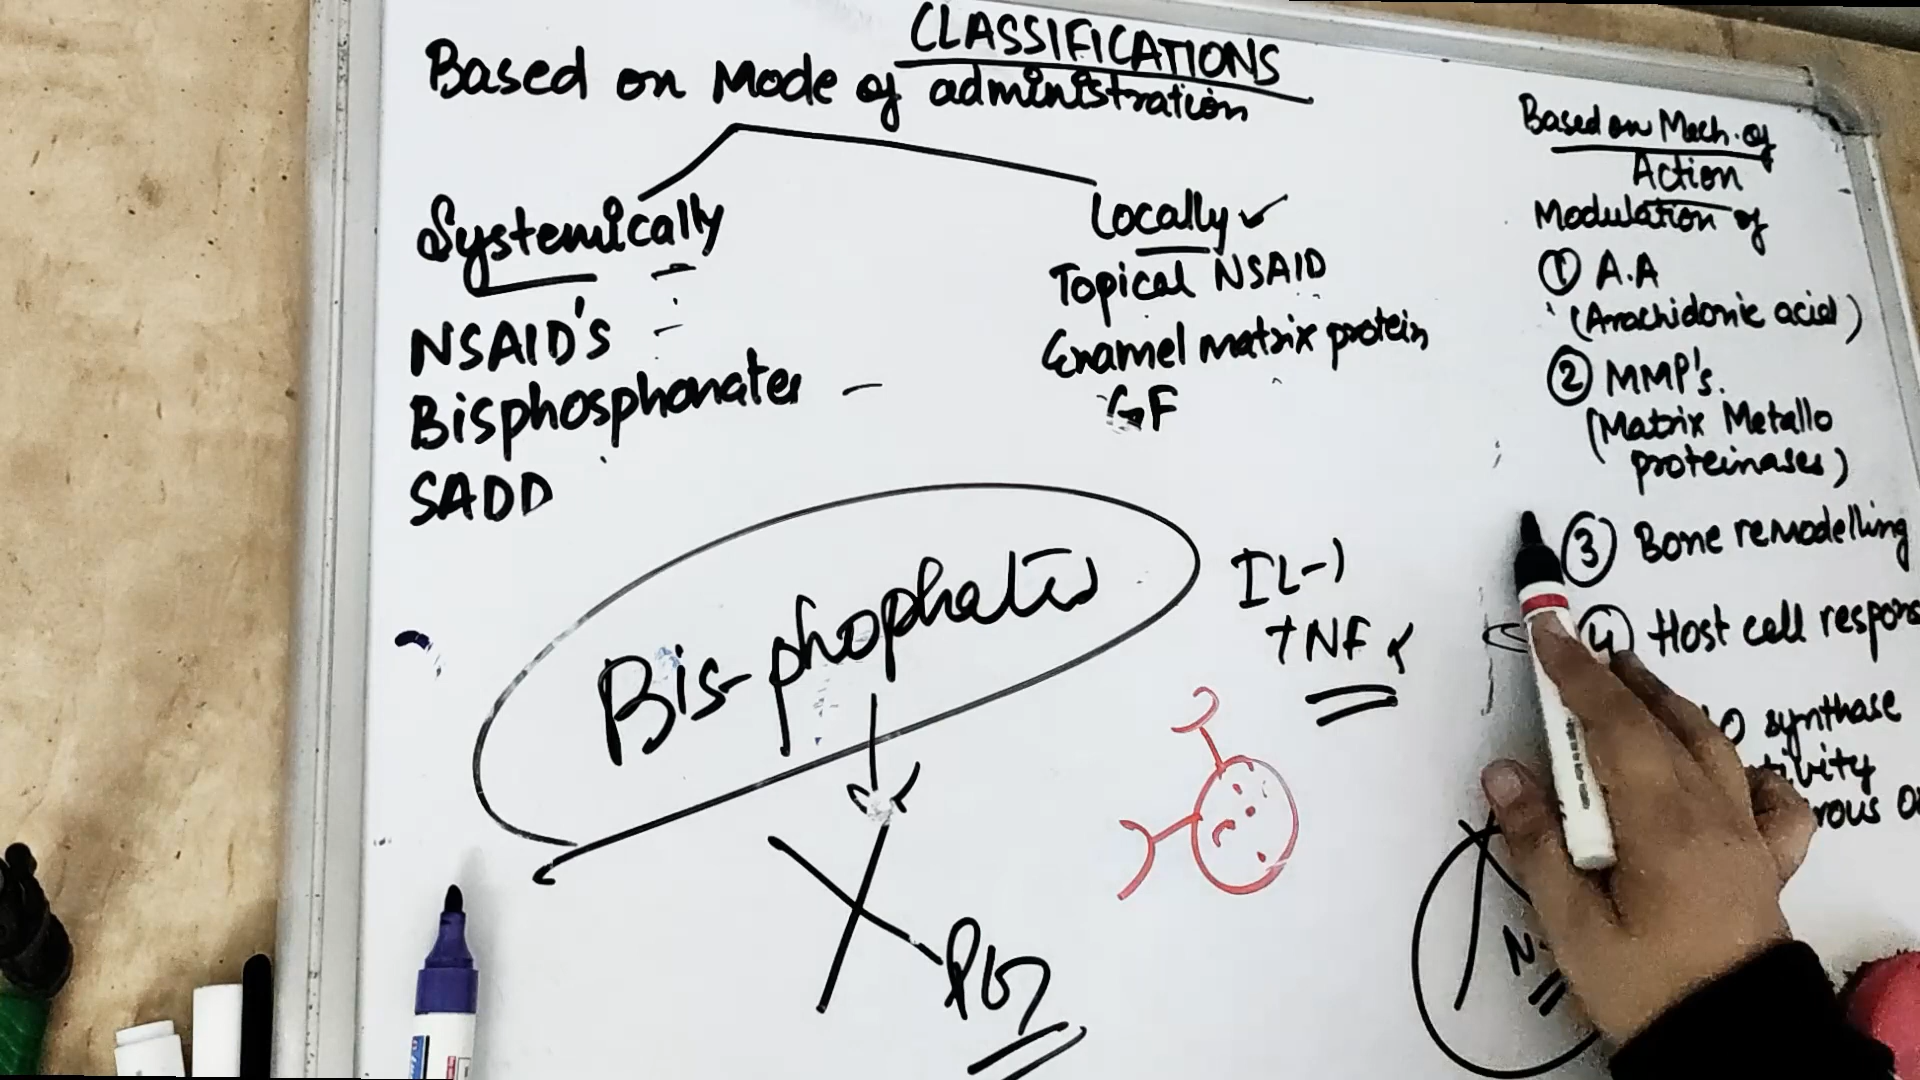 CLASSIFICATIONS
Based on Mode of administration
Systemically
NSAID's
Bisphosphonates
SADD
Locally
Topical NSAID
Enamel matrix protein
GF
Bis-phophates
IL-1
TNF α
PG
Based on Mech. of
Action
Modulation of
① A.A
(Arachidonic acid)
② MMP's.
(Matrix Metallo
proteinases)
③ Bone remodelling
④ Host cell
synthase